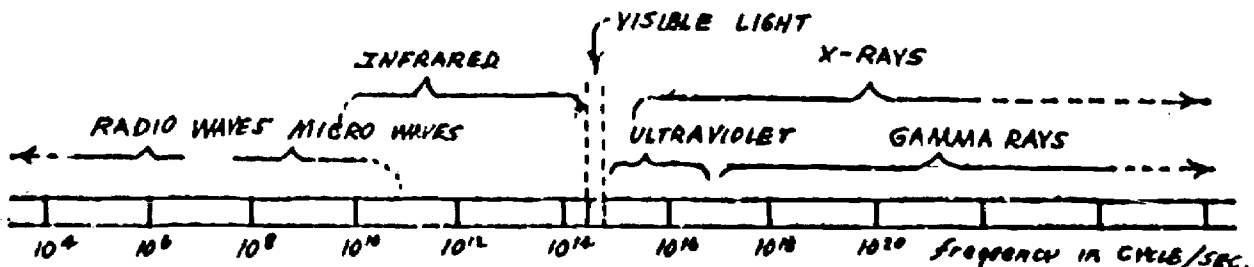 VISIBLE LIGHT
INFRARED X-RAYS
RADIO WAVES MICRO WAVES ULTRAVIOLET GAMMA RAYS
10⁴ 10⁶ 10⁸ 10¹⁰ 10¹² 10¹⁴ 10¹⁶ 10¹⁸ 10²⁰ frequency in CYCLE/SEC.